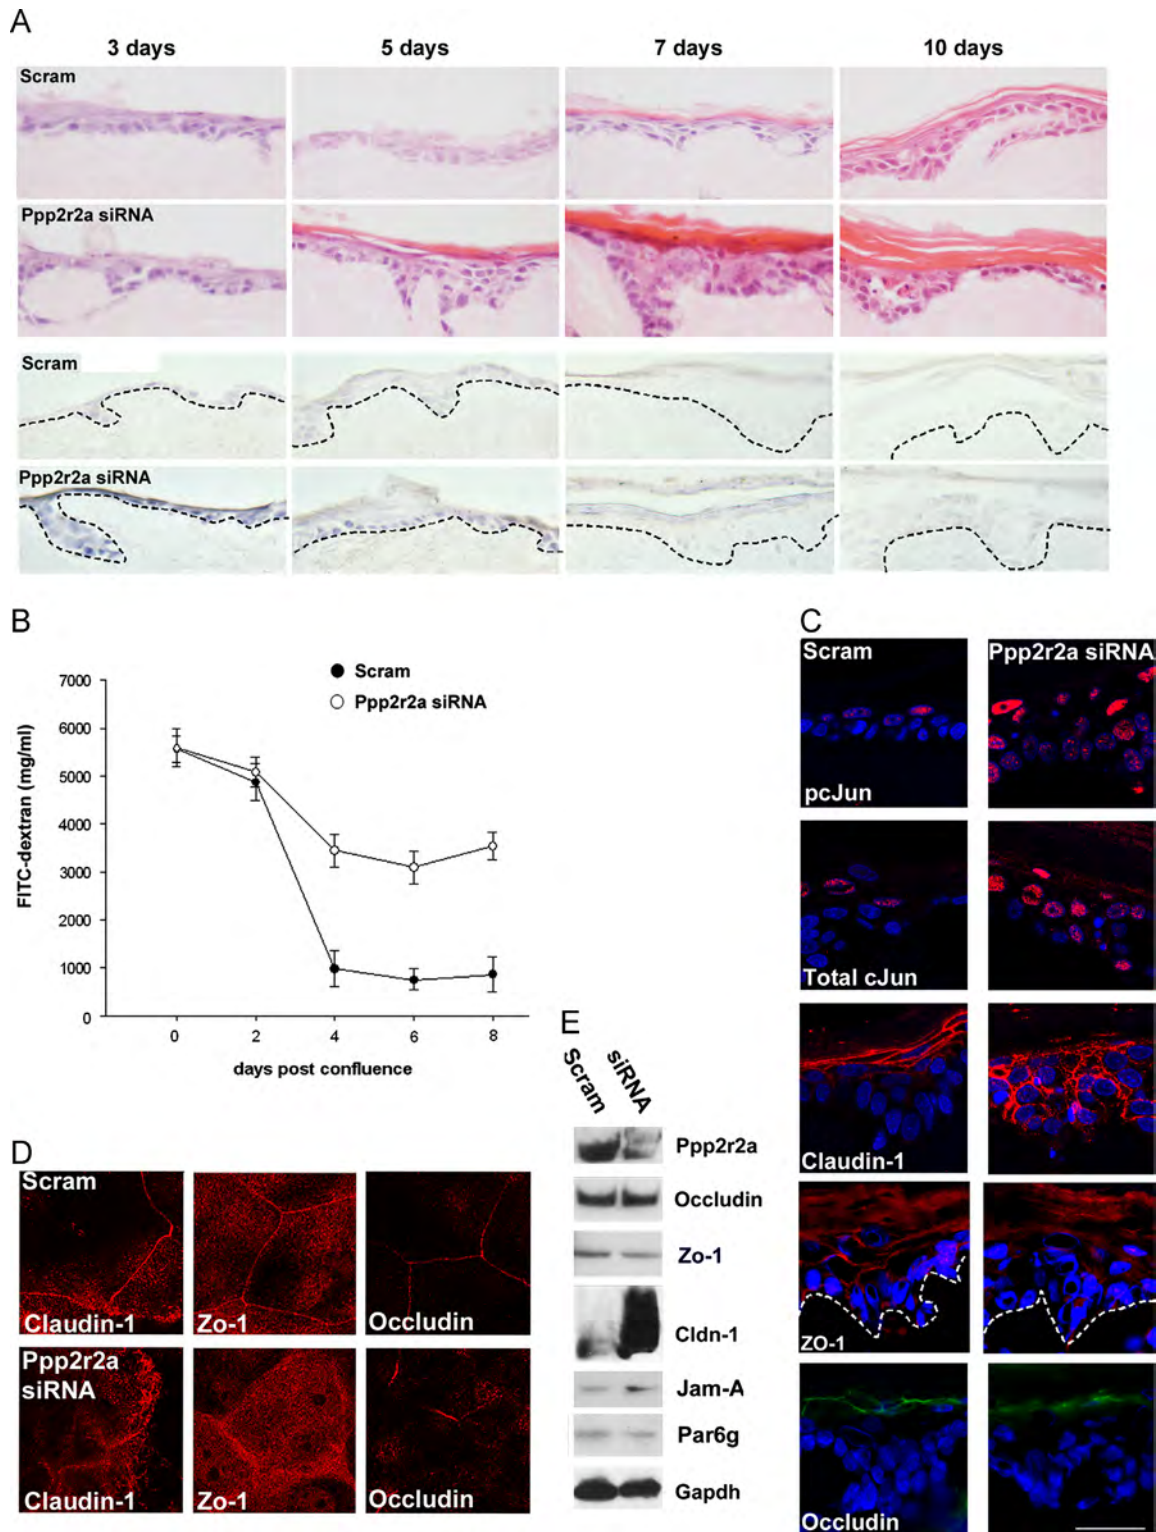 A
3 days 5 days 7 days 10 days
Scram
Ppp2r2a siRNA
Scram
Ppp2r2a siRNA
B
Scram
Ppp2r2a siRNA
7000
6000
5000
4000
3000
2000
1000
0
FITC-dextran (mg/ml)
0 2 4 6 8
days post confluence
C
Scram Ppp2r2a siRNA
pcJun
Total cJun
Claudin-1
ZO-1
Occludin
D
Scram
Claudin-1 Zo-1 Occludin
Ppp2r2a
siRNA
Claudin-1 Zo-1 Occludin
E
Scram siRNA
Ppp2r2a
Occludin
Zo-1
Cldn-1
Jam-A
Par6g
Gapdh